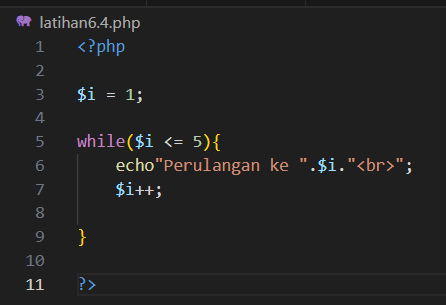 latihan6.4.php
1 <?php
2
3 $i = 1;
4
5 while($i <= 5){
6     echo"Perulangan ke ".$i."<br>";
7     $i++;
8
9 }
10
11 ?>